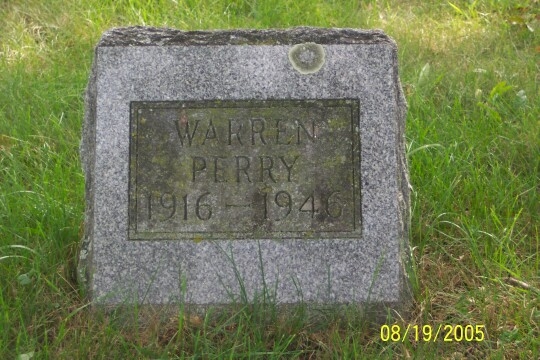 WARREN
PERRY
1916 — 1946
08/19/2005